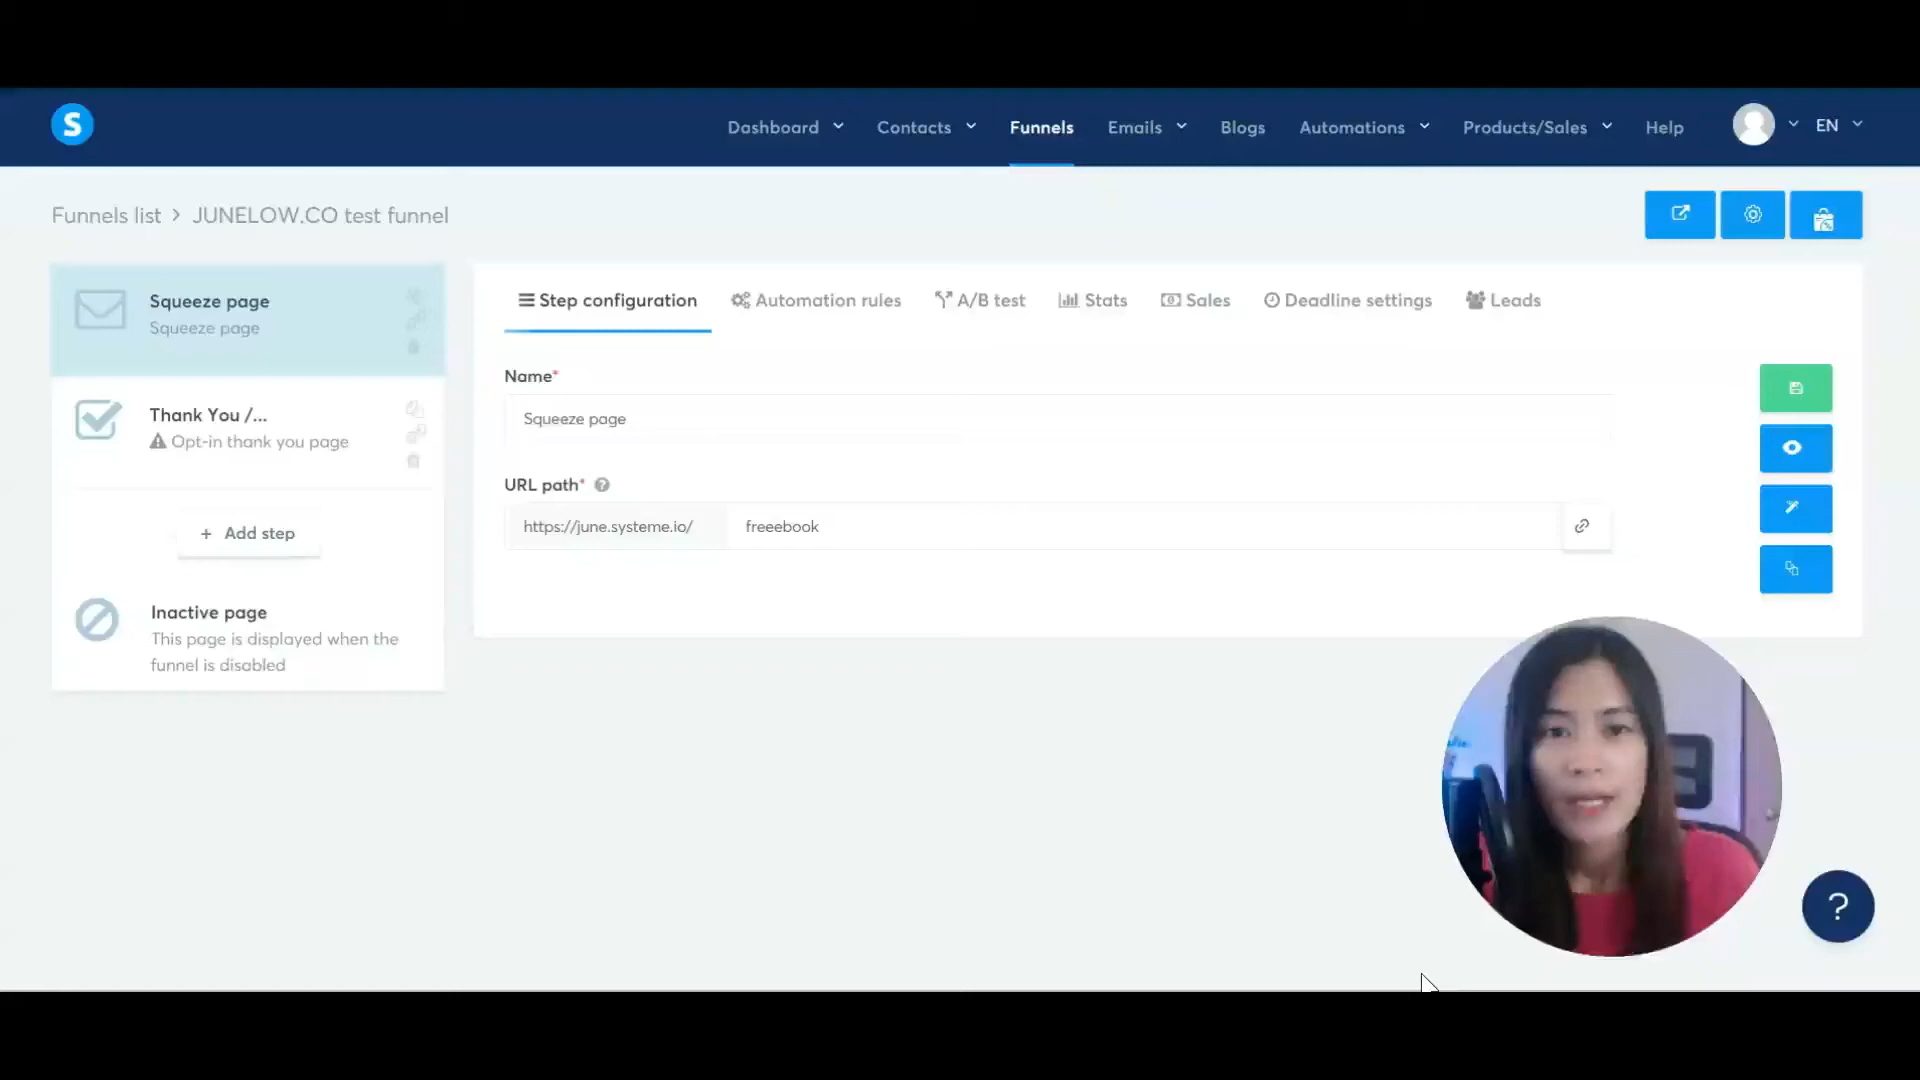 S
Dashboard
Contacts
Funnels
Emails
Blogs
Automations
Products/Sales
Help
EN
Funnels list > JUNELOW.CO test funnel
Squeeze page
Squeeze page
Thank You /...
Opt-in thank you page
+ Add step
Inactive page
This page is displayed when the
funnel is disabled
Step configuration
Automation rules
A/B test
Stats
Sales
Deadline settings
Leads
Name*
Squeeze page
URL path* ?
https://june.systeme.io/
freeebook
?